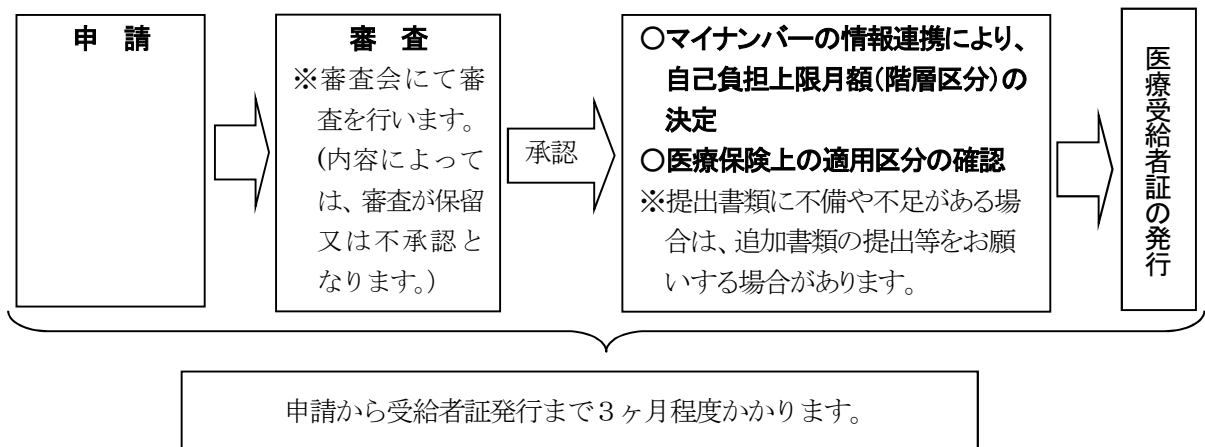 申 請
審 査
※審査会にて審
査を行います。
(内容によって
は、審査が保留
又は不承認と
なります。)
承認
○マイナンバーの情報連携により、
自己負担上限月額(階層区分)の
決定
○医療保険上の適用区分の確認
※提出書類に不備や不足がある場
合は、追加書類の提出等をお願
いする場合があります。
医療受給者証の発行
申請から受給者証発行まで３ヶ月程度かかります。